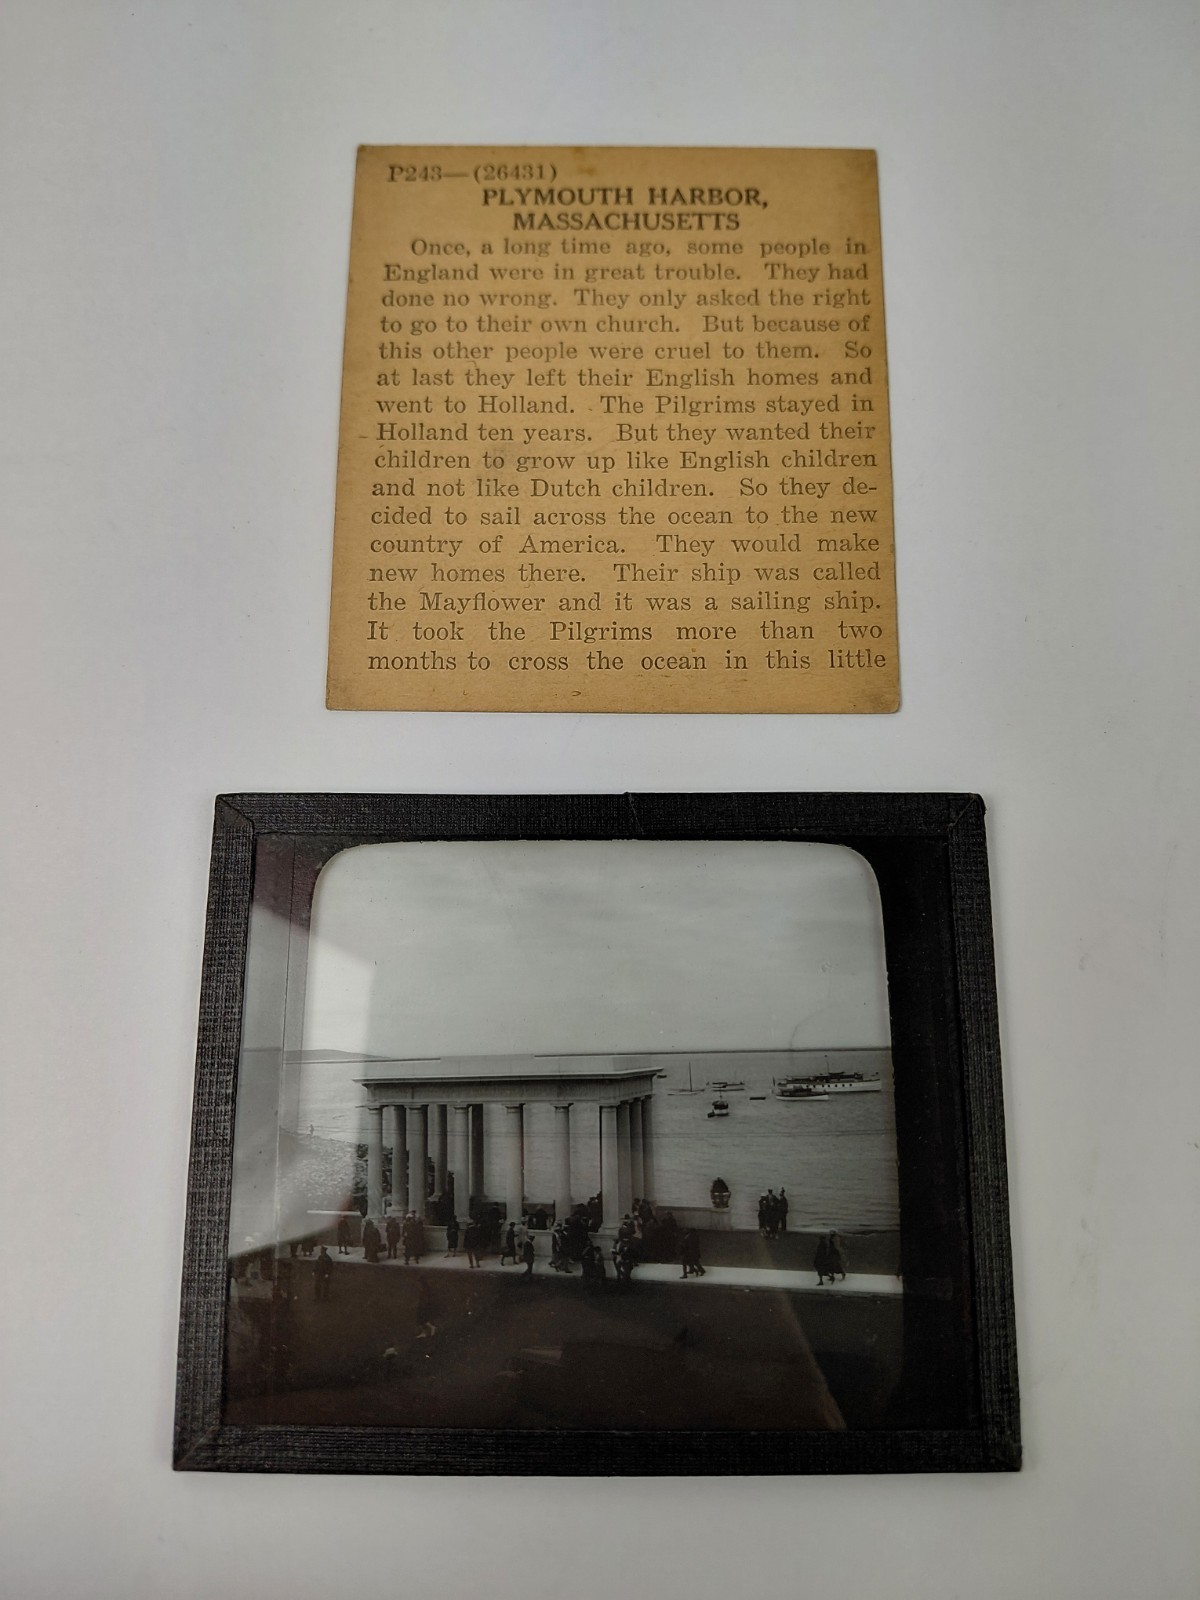 P243—(26431)
PLYMOUTH HARBOR,
MASSACHUSETTS
Once, a long time ago, some people in
England were in great trouble. They had
done no wrong. They only asked the right
to go to their own church. But because of
this other people were cruel to them. So
at last they left their English homes and
went to Holland. The Pilgrims stayed in
Holland ten years. But they wanted their
children to grow up like English children
and not like Dutch children. So they de-
cided to sail across the ocean to the new
country of America. They would make
new homes there. Their ship was called
the Mayflower and it was a sailing ship.
It took the Pilgrims more than two
months to cross the ocean in this little